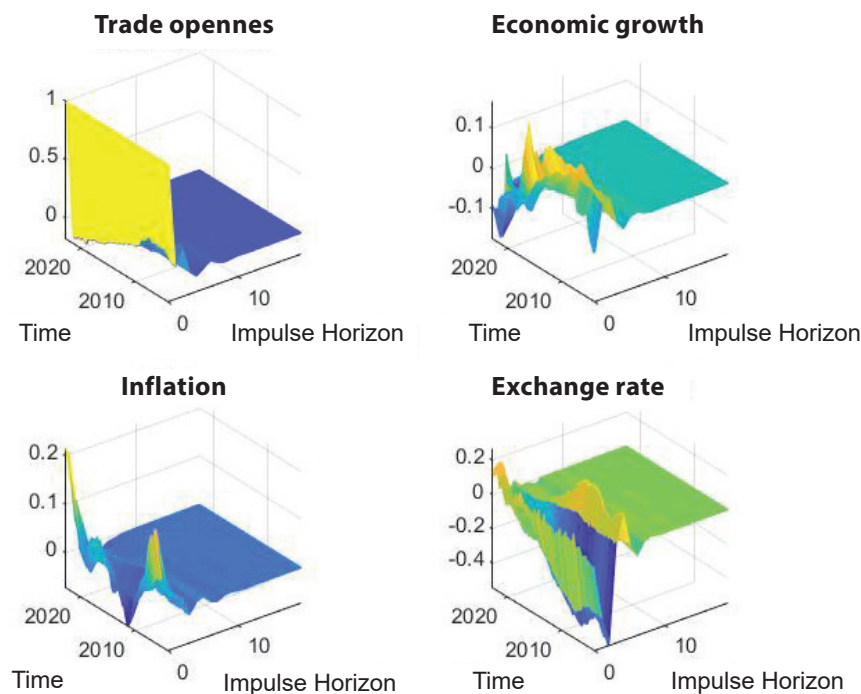 Trade opennes
1
0.5
0
2020
2010
0
10
Time
Impulse Horizon
Economic growth
0.1
0
-0.1
2020
2010
0
10
Time
Impulse Horizon
Inflation
0.2
0.1
0
2020
2010
0
10
Time
Impulse Horizon
Exchange rate
0.2
0
-0.2
-0.4
2020
2010
0
10
Time
Impulse Horizon